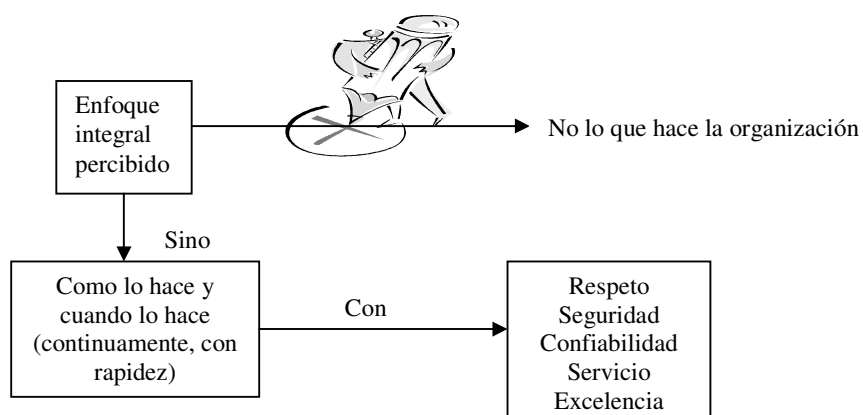 Enfoque
integral
percibido
No lo que hace la organización
Sino
Como lo hace y
cuando lo hace
(continuamente, con
rapidez)
Con
Respeto
Seguridad
Confiabilidad
Servicio
Excelencia